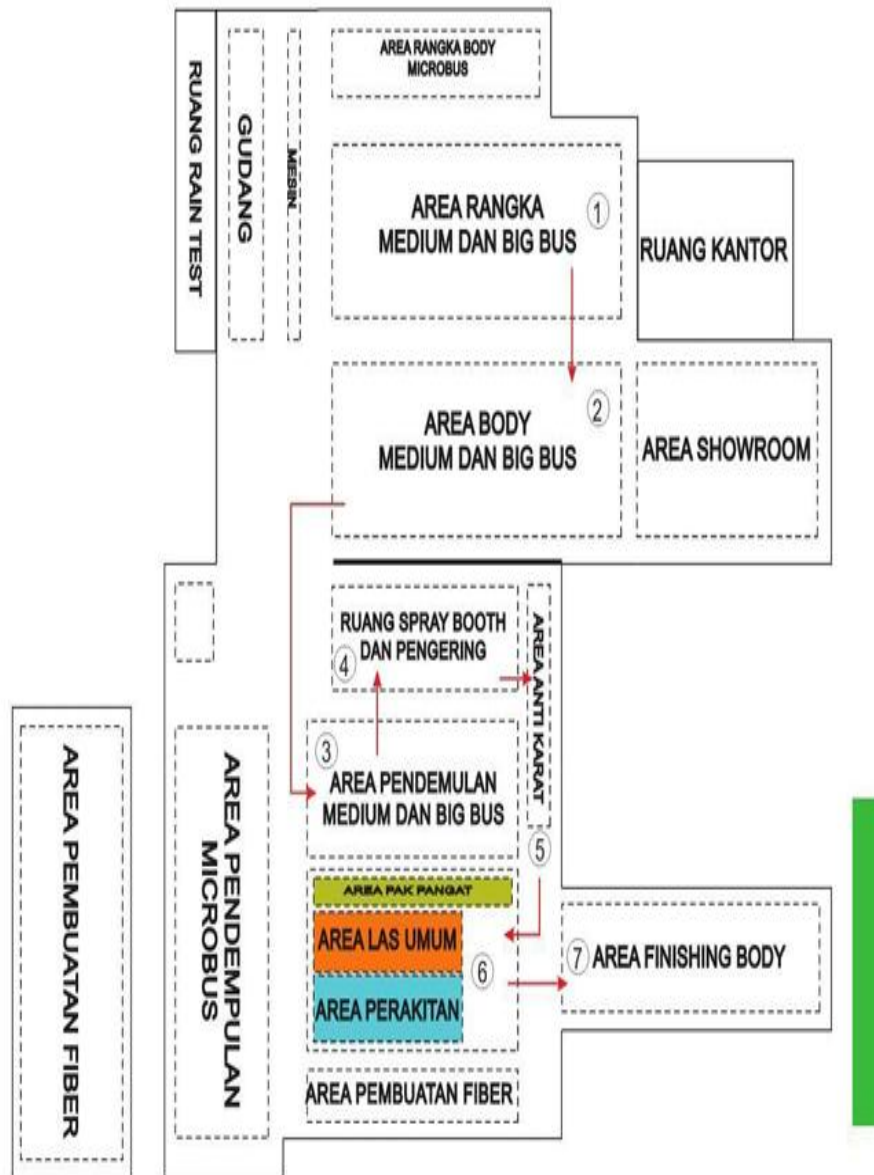 AREA RANGKA BODY
MICROBUS
RUANG RAIN TEST
GUDANG
MESIN
AREA RANGKA
MEDIUM DAN BIG BUS
1
RUANG KANTOR
AREA BODY
MEDIUM DAN BIG BUS
2
AREA SHOWROOM
RUANG SPRAY BOOTH
DAN PENGERING
4
AREA ANTI KARAT
3
AREA PENDEMULAN
MEDIUM DAN BIG BUS
5
AREA PEMBUATAN FIBER
AREA PENDEMPULAN
MICROBUS
AREA PAK PANGAT
AREA LAS UMUM
6
AREA PERAKITAN
7 AREA FINISHING BODY
AREA PEMBUATAN FIBER